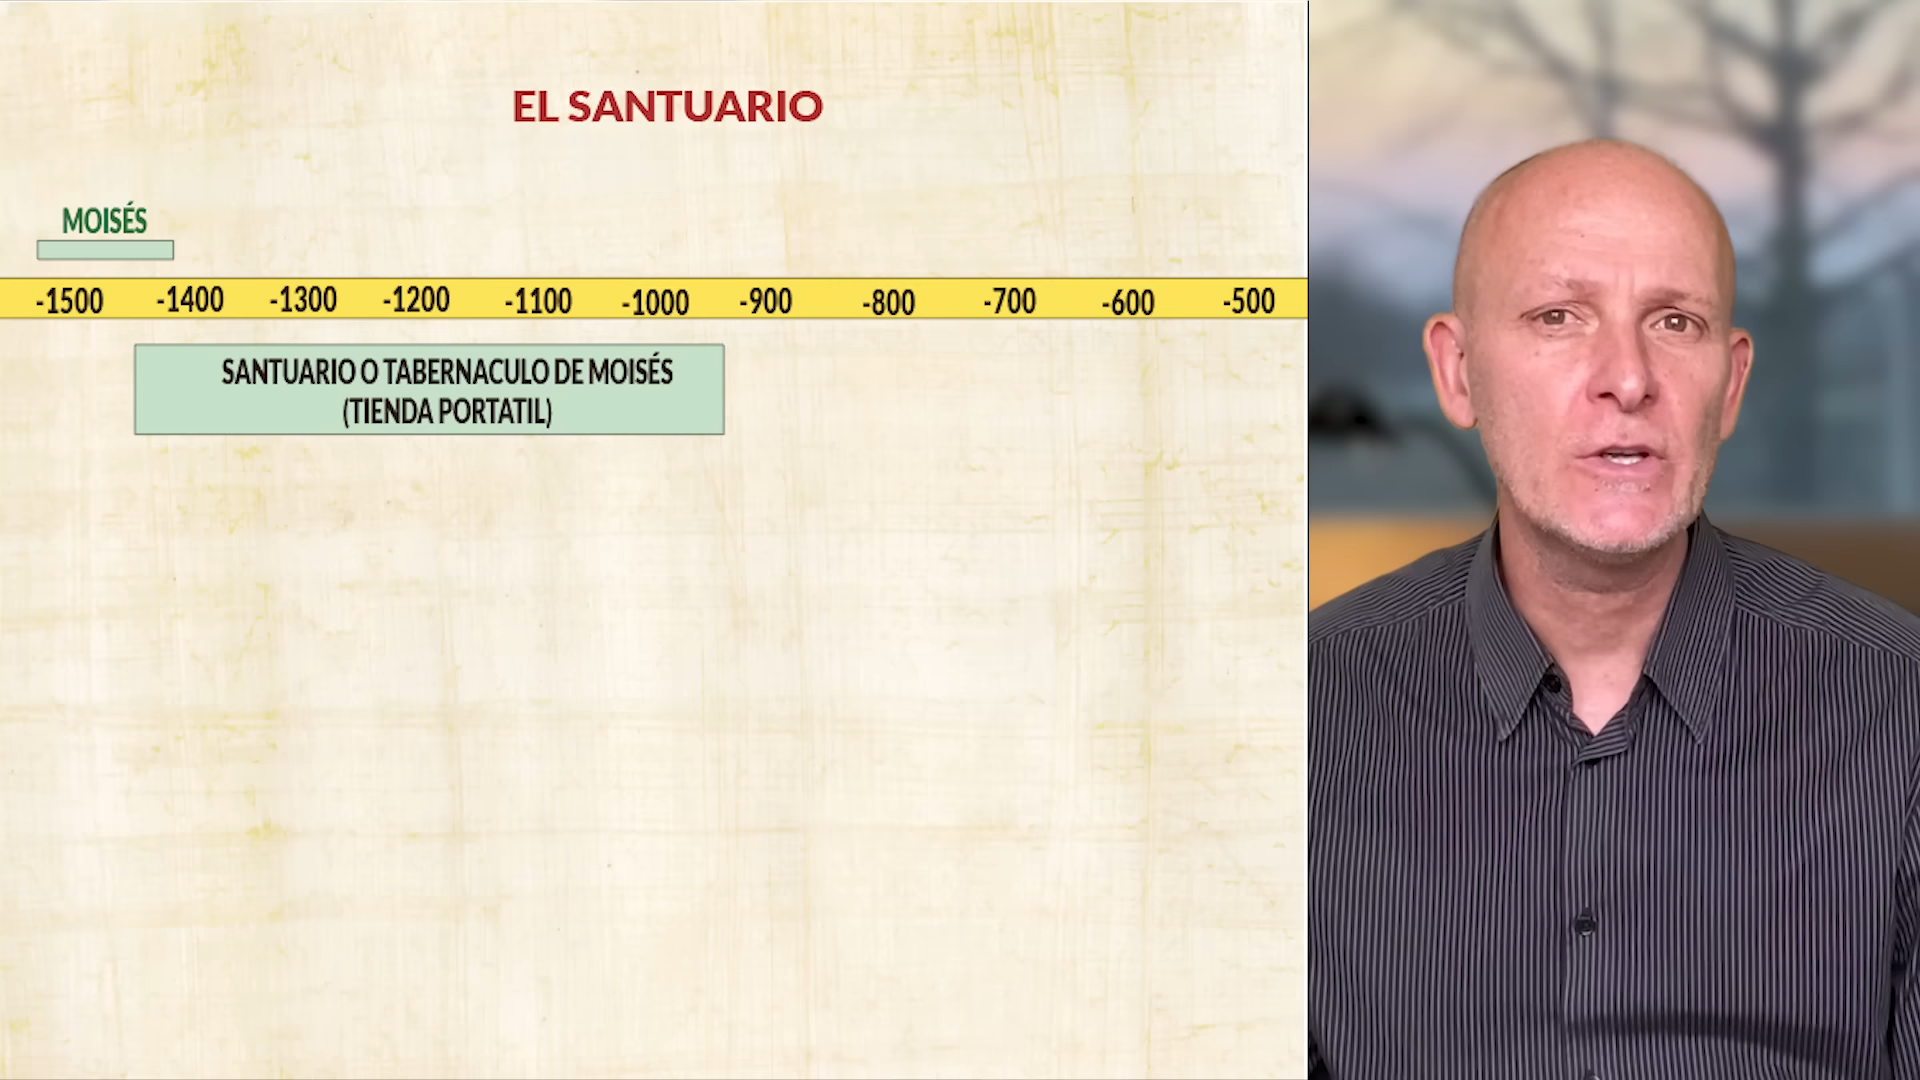 EL SANTUARIO
MOISÉS
-1500 -1400 -1300 -1200 -1100 -1000 -900 -800 -700 -600 -500
SANTUARIO O TABERNACULO DE MOISÉS
(TIENDA PORTATIL)